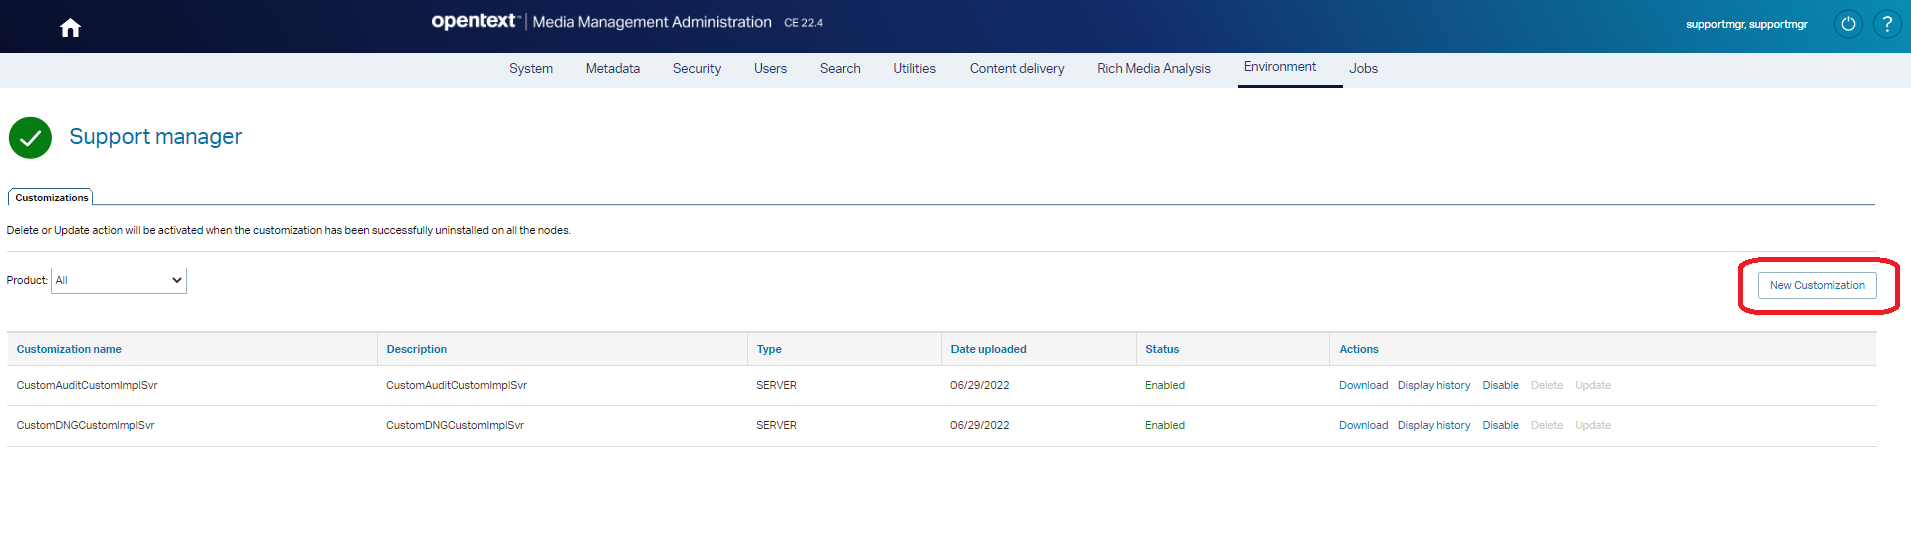 opentext™ | Media Management Administration CE 22.4
supportmgr, supportmgr
?
System Metadata Security Users Search Utilities Content delivery Rich Media Analysis Environment Jobs
Support manager
Customizations
Delete or Update action will be activated when the customization has been successfully uninstalled on all the nodes.
Product: All
New Customization
Customization name Description Type Date uploaded Status Actions
CustomAuditCustomImplSvr CustomAuditCustomImplSvr SERVER 06/29/2022 Enabled Download Display history Disable Delete Update
CustomDNGCustomImplSvr CustomDNGCustomImplSvr SERVER 06/29/2022 Enabled Download Display history Disable Delete Update